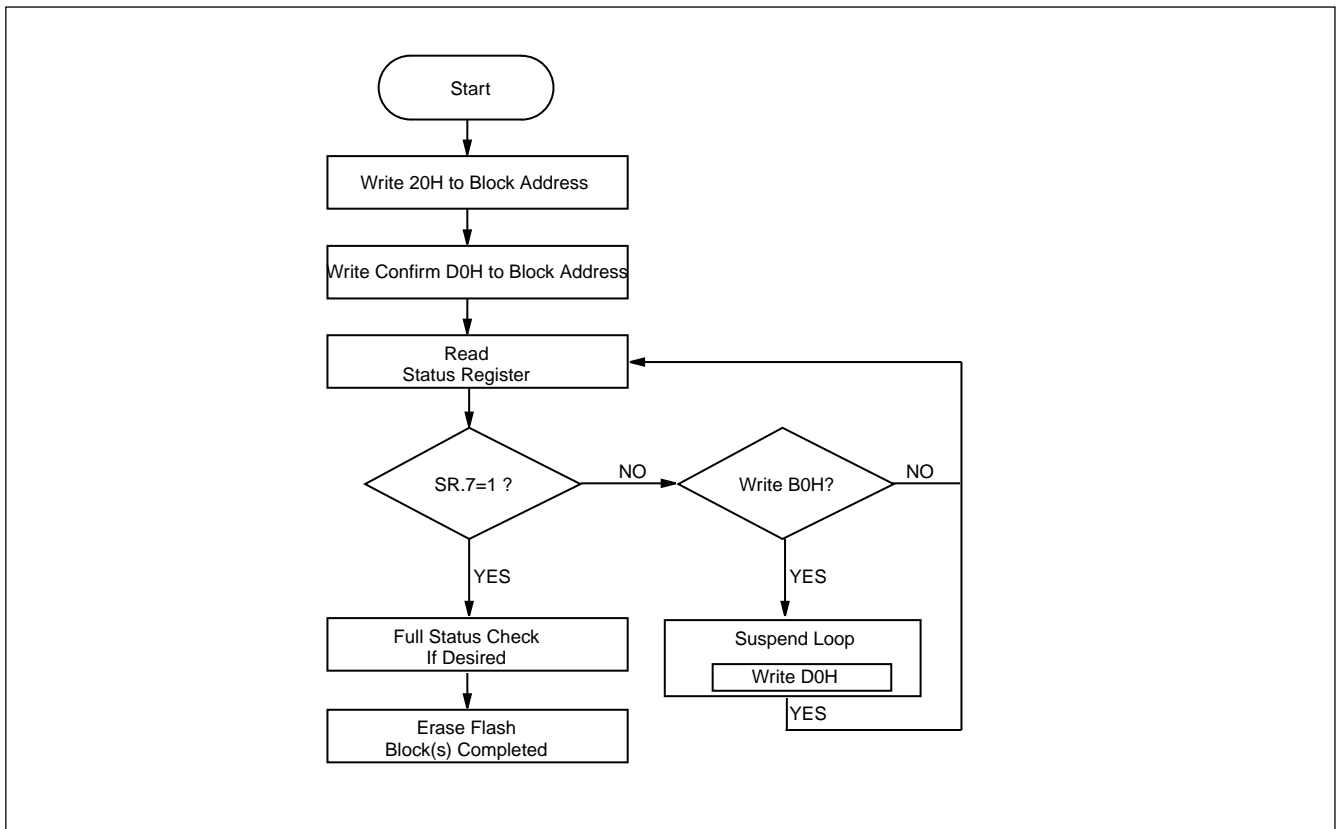 Start
Write 20H to Block Address
Write Confirm D0H to Block Address
Read
Status Register
SR.7=1 ?
NO
Write B0H?
NO
YES
YES
Full Status Check
If Desired
Suspend Loop
Write D0H
YES
Erase Flash
Block(s) Completed